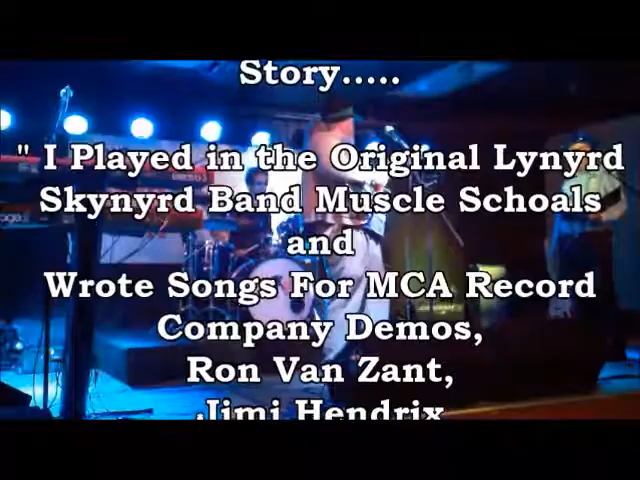 Story.....
" I Played in the Original Lynyrd
Skynyrd Band Muscle Schoals
and
Wrote Songs For MCA Record
Company Demos,
Ron Van Zant,
Jimi Hendrix